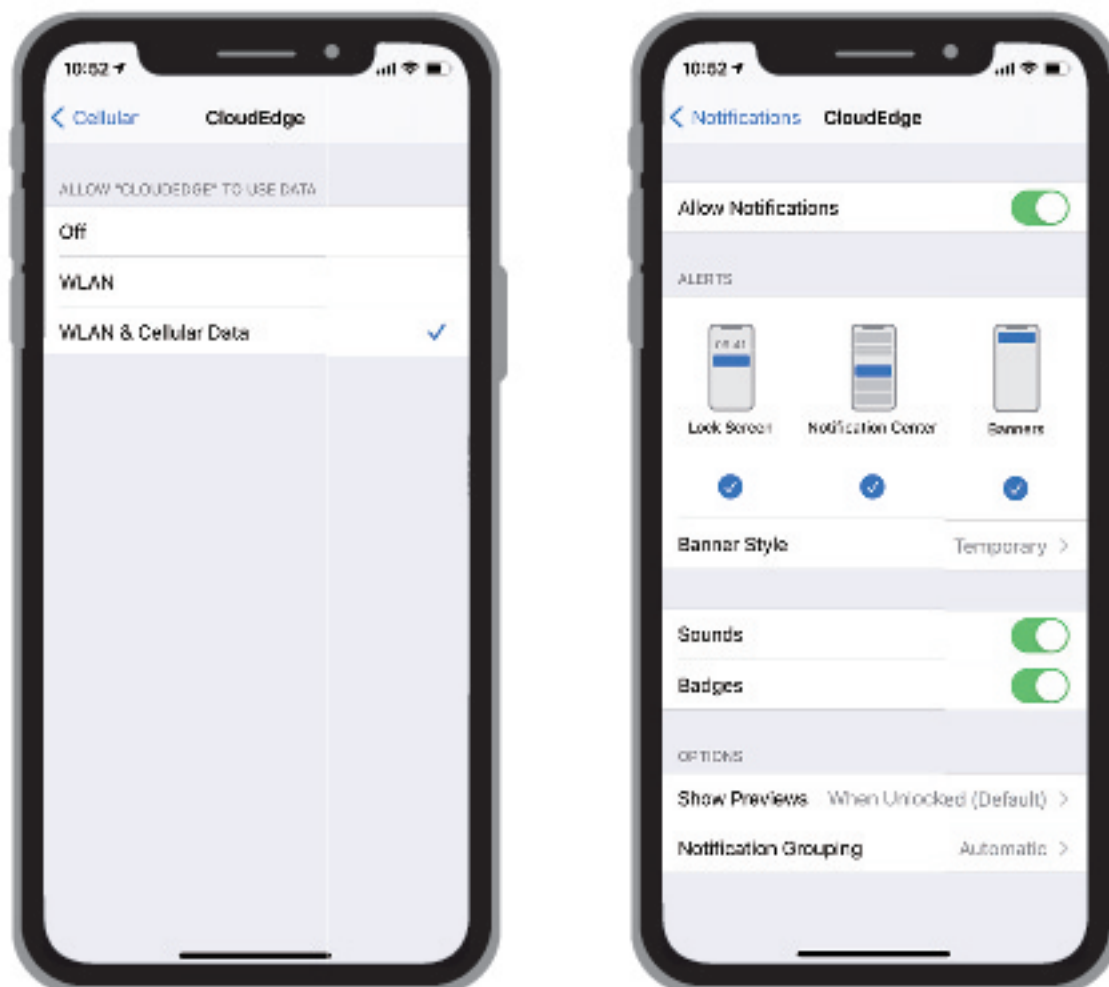 10:52
Cellular CloudEdge
ALLOW "CLOUDEDGE" TO USE DATA
Off
WLAN
WLAN & Cellular Data
10:52
Notifications CloudEdge
Allow Notifications
ALERTS
09:41
Lock Screen Notification Center Banners
Banner Style Temporary
Sounds
Badges
OPTIONS
Show Previews When Unlocked (Default)
Notification Grouping Automatic